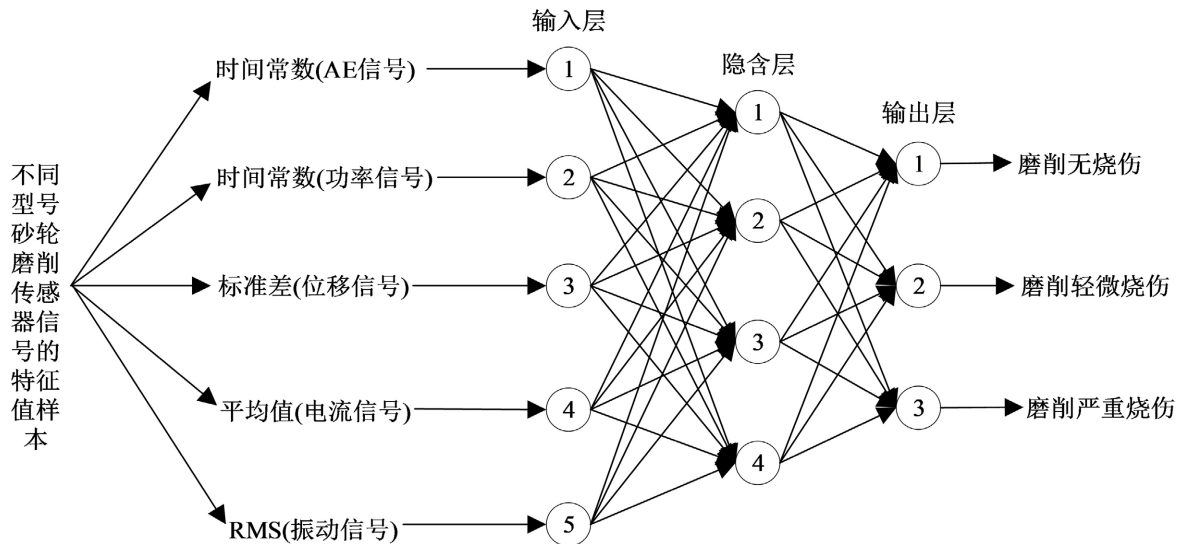 不同
型号
砂轮
磨削
传感
器信
号的
特征
值样
本
时间常数(AE信号)
时间常数(功率信号)
标准差(位移信号)
平均值(电流信号)
RMS(振动信号)
输入层
1
2
3
4
5
隐含层
1
2
3
4
输出层
1
2
3
磨削无烧伤
磨削轻微烧伤
磨削严重烧伤